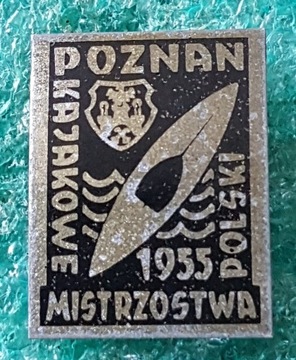 POZNAN
KAJAKOWE
POLSKI
1955
MISTRZOSTWA